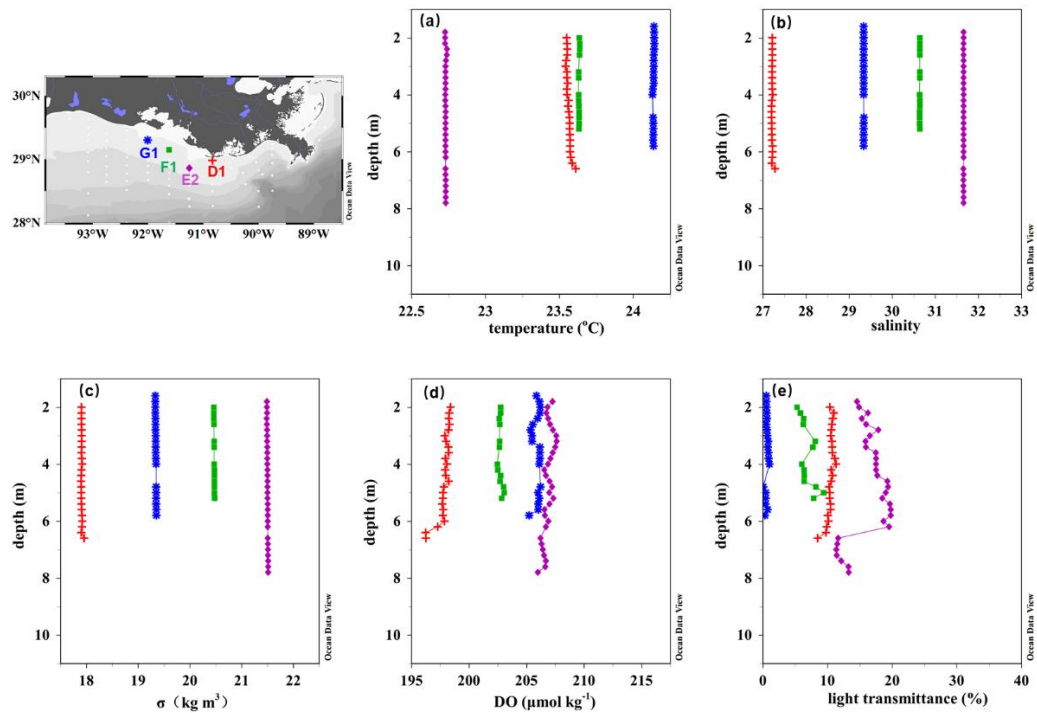 30°N
29°N
28°N
93°W 92°W 91°W 90°W 89°W
G1
F1
E2
D1
Ocean Data View
(a)
depth (m)
2
4
6
8
10
22.5 23 23.5 24
temperature (°C)
Ocean Data View
(b)
depth (m)
2
4
6
8
10
27 28 29 30 31 32 33
salinity
Ocean Data View
(c)
depth (m)
2
4
6
8
10
18 19 20 21 22
σ (kg m³)
Ocean Data View
(d)
depth (m)
2
4
6
8
10
195 200 205 210 215
DO (μmol kg⁻¹)
Ocean Data View
(e)
depth (m)
2
4
6
8
10
0 10 20 30 40
light transmittance (%)
Ocean Data View